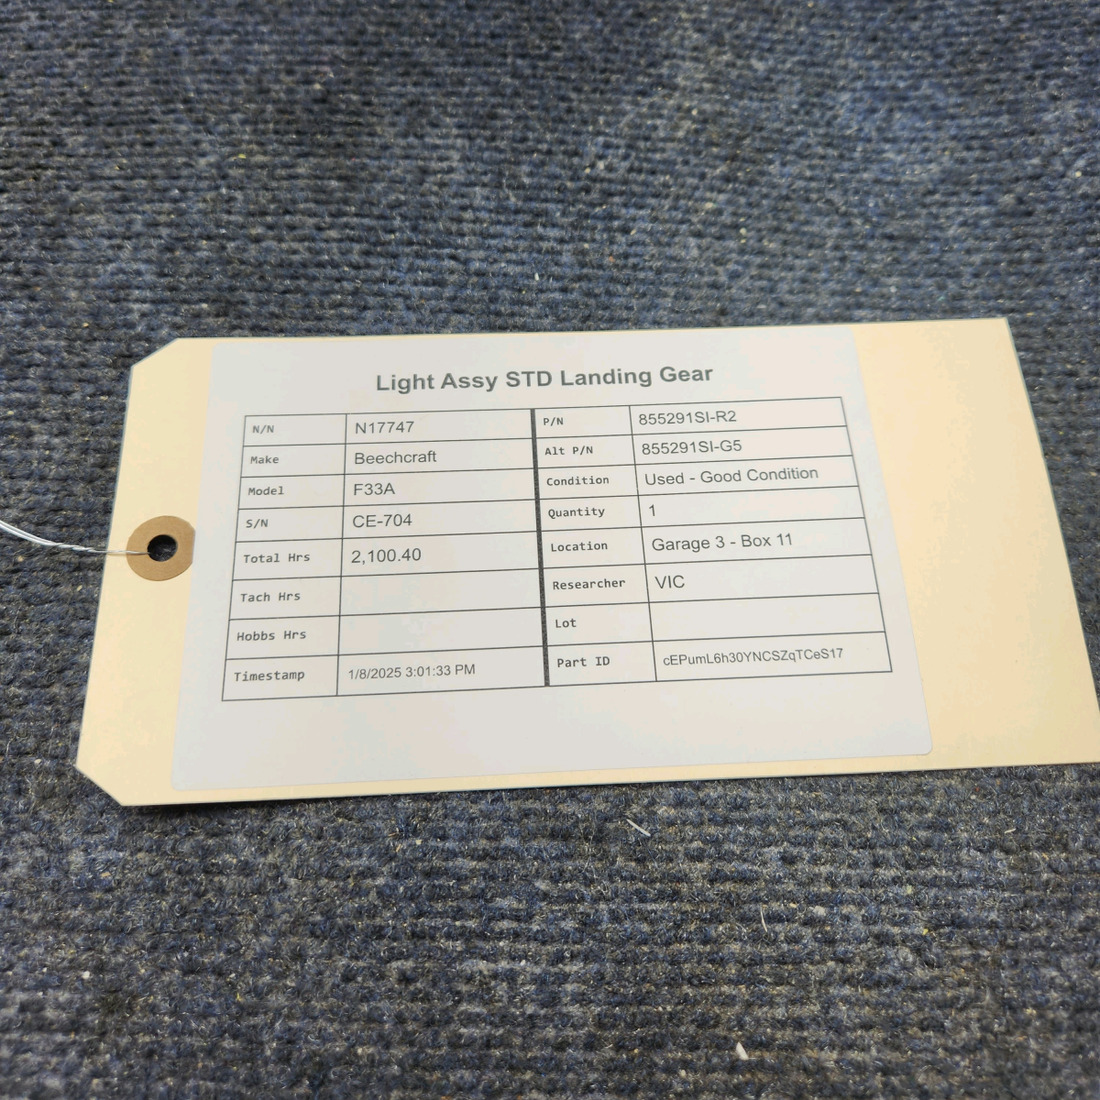 Light Assy STD Landing Gear
N/N N17747 P/N 855291SI-R2
Make Beechcraft Alt P/N 855291SI-G5
Model F33A Condition Used - Good Condition
S/N CE-704 Quantity 1
Total Hrs 2,100.40 Location Garage 3 - Box 11
Tach Hrs Researcher VIC
Hobbs Hrs Lot
Timestamp 1/8/2025 3:01:33 PM Part ID cEPumL6h30YNCSZqTCeS17